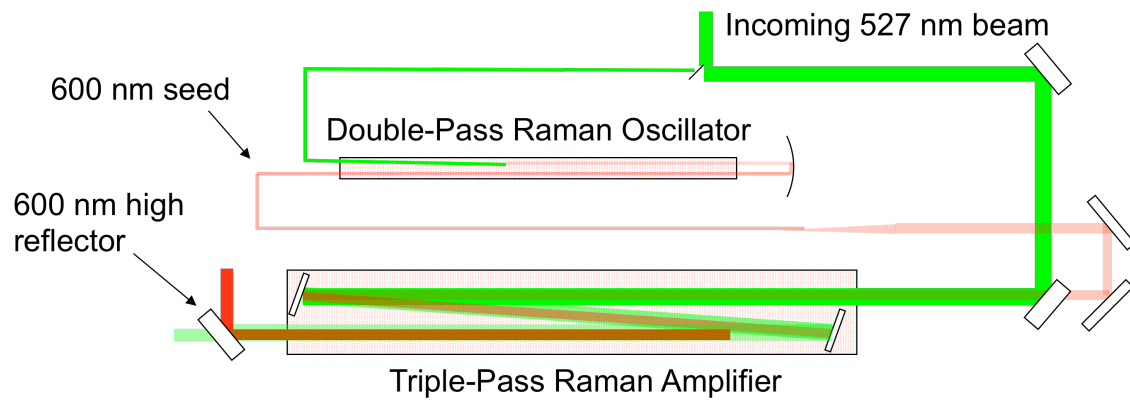 Incoming 527 nm beam
600 nm seed
Double-Pass Raman Oscillator
600 nm high
reflector
Triple-Pass Raman Amplifier